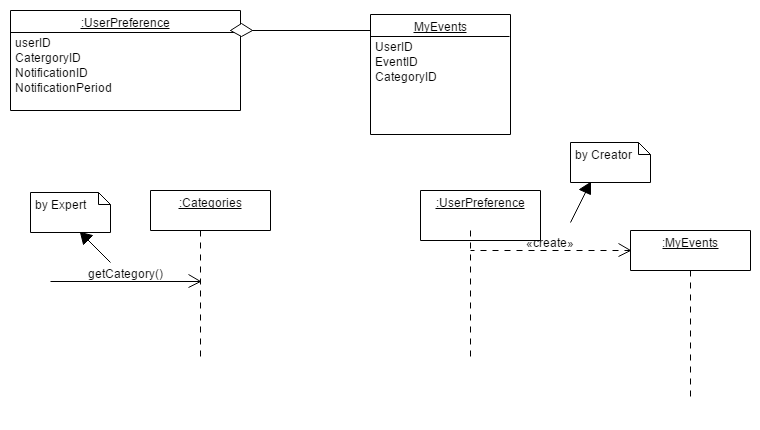 :UserPreference
userID
CatergoryID
NotificationID
NotificationPeriod
MyEvents
UserID
EventID
CategoryID
by Creator
by Expert
:Categories
:UserPreference
«create»
:MyEvents
getCategory()